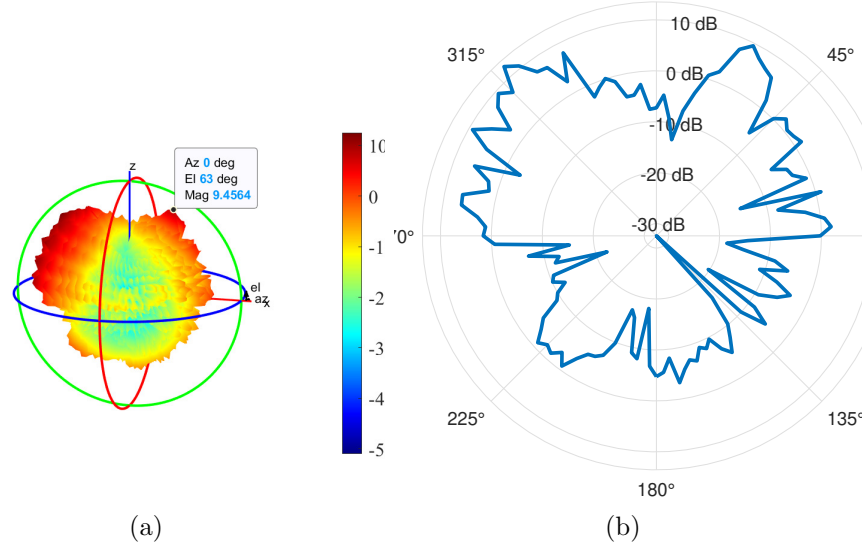 z
Az 0 deg
El 63 deg
Mag 9.4564
el
az
x
10
0
-1
-2
-3
-4
-5
10 dB
0 dB
-10 dB
-20 dB
-30 dB
315°
45°
'0°
225°
135°
180°
(a)
(b)